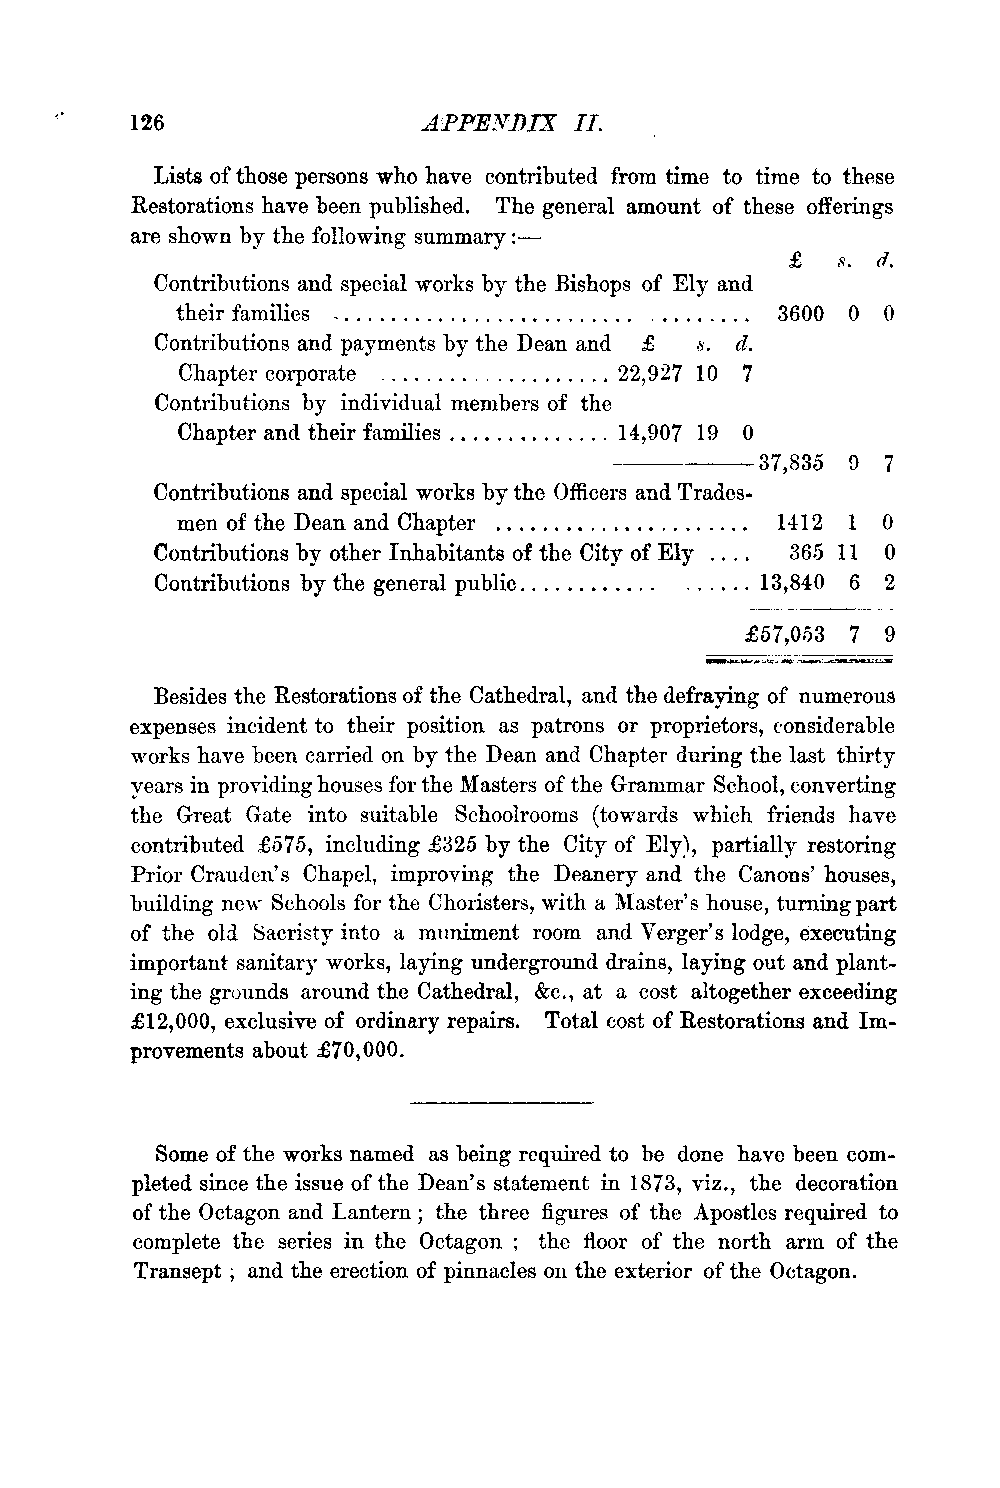 126 APPENDIX II.
Lists of those persons who have contributed from time to time to these
Restorations have been published. The general amount of these offerings
are shown by the following summary:—
£ s. d.
Contributions and special works by the Bishops of Ely and
their families .................................. 3600 0 0
Contributions and payments by the Dean and £ s. d.
Chapter corporate .................... 22,927 10 7
Contributions by individual members of the
Chapter and their families .............. 14,907 19 0
————— 37,835 9 7
Contributions and special works by the Officers and Trades-
men of the Dean and Chapter ...................... 1412 1 0
Contributions by other Inhabitants of the City of Ely .... 365 11 0
Contributions by the general public.................. 13,840 6 2
£57,053 7 9
Besides the Restorations of the Cathedral, and the defraying of numerous
expenses incident to their position as patrons or proprietors, considerable
works have been carried on by the Dean and Chapter during the last thirty
years in providing houses for the Masters of the Grammar School, converting
the Great Gate into suitable Schoolrooms (towards which friends have
contributed £575, including £325 by the City of Ely), partially restoring
Prior Crauden's Chapel, improving the Deanery and the Canons' houses,
building new Schools for the Choristers, with a Master's house, turning part
of the old Sacristy into a muniment room and Verger's lodge, executing
important sanitary works, laying underground drains, laying out and plant-
ing the grounds around the Cathedral, &c., at a cost altogether exceeding
£12,000, exclusive of ordinary repairs. Total cost of Restorations and Im-
provements about £70,000.
Some of the works named as being required to be done have been com-
pleted since the issue of the Dean's statement in 1873, viz., the decoration
of the Octagon and Lantern; the three figures of the Apostles required to
complete the series in the Octagon ; the floor of the north arm of the
Transept ; and the erection of pinnacles on the exterior of the Octagon.